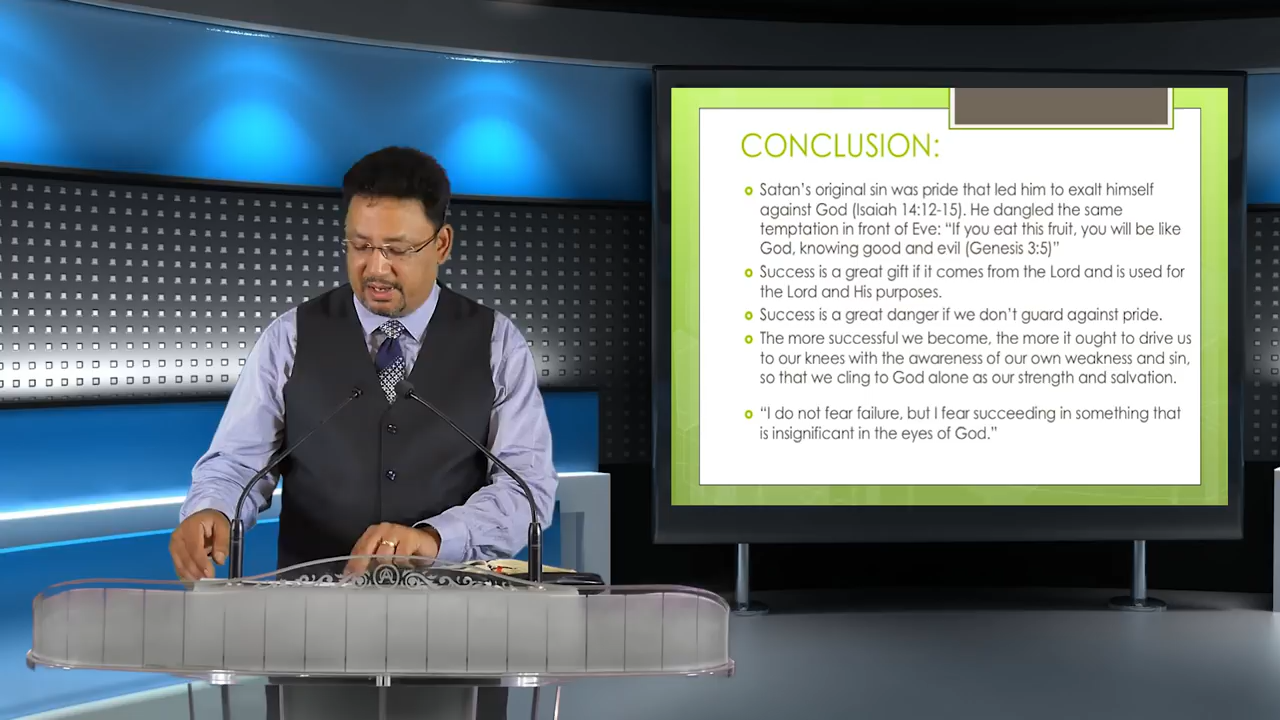 CONCLUSION:
Satan’s original sin was pride that led him to exalt himself
against God (Isaiah 14:12-15). He dangled the same
temptation in front of Eve: “If you eat this fruit, you will be like
God, knowing good and evil (Genesis 3:5)”
Success is a great gift if it comes from the Lord and is used for
the Lord and His purposes.
Success is a great danger if we don’t guard against pride.
The more successful we become, the more it ought to drive us
to our knees with the awareness of our own weakness and sin,
so that we cling to God alone as our strength and salvation.
“I do not fear failure, but I fear succeeding in something that
is insignificant in the eyes of God.”